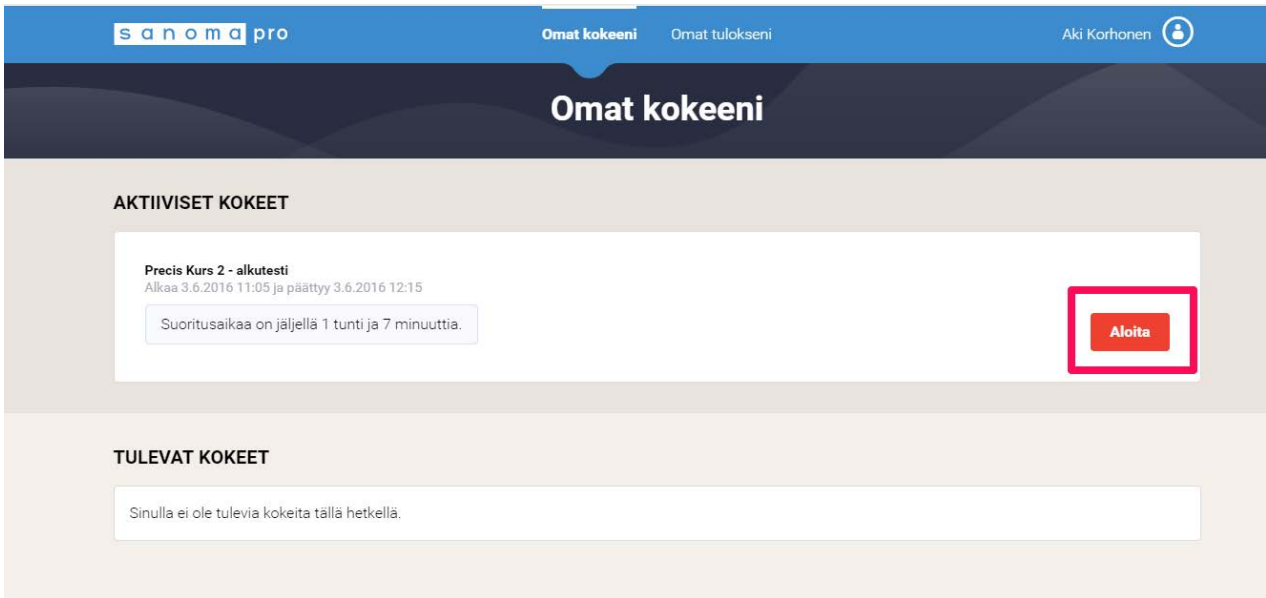 sanoma pro
Omat kokeeni
Omat tulokseni
Aki Korhonen
Omat kokeeni
AKTIIVISET KOKEET
Precis Kurs 2 - alkutesti
Alkaa 3.6.2016 11:05 ja päättyy 3.6.2016 12:15
Suoritusaikaa on jäljellä 1 tunti ja 7 minuuttia.
Aloita
TULEVAT KOKEET
Sinulla ei ole tulevia kokeita tällä hetkellä.